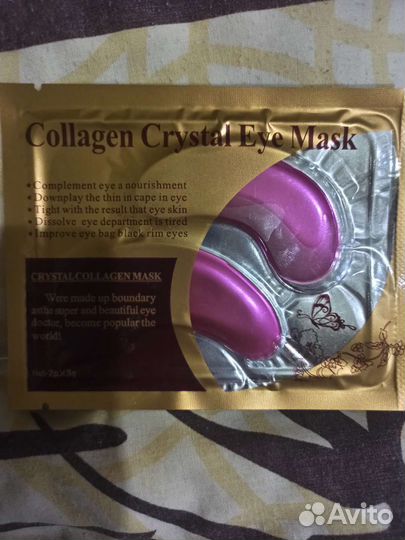 Collagen Crystal Eye Mask
• Complement eye a nourishment
• Downplay the thin in cape in eye
• Tight with the result that eye skin
• Dissolve eye department is tired
• Improve eye bag black rim eyes
CRYSTAL COLLAGEN MASK
Were made up boundary
asthe super and beautiful eye
doctor, become popular the
world!
Avito